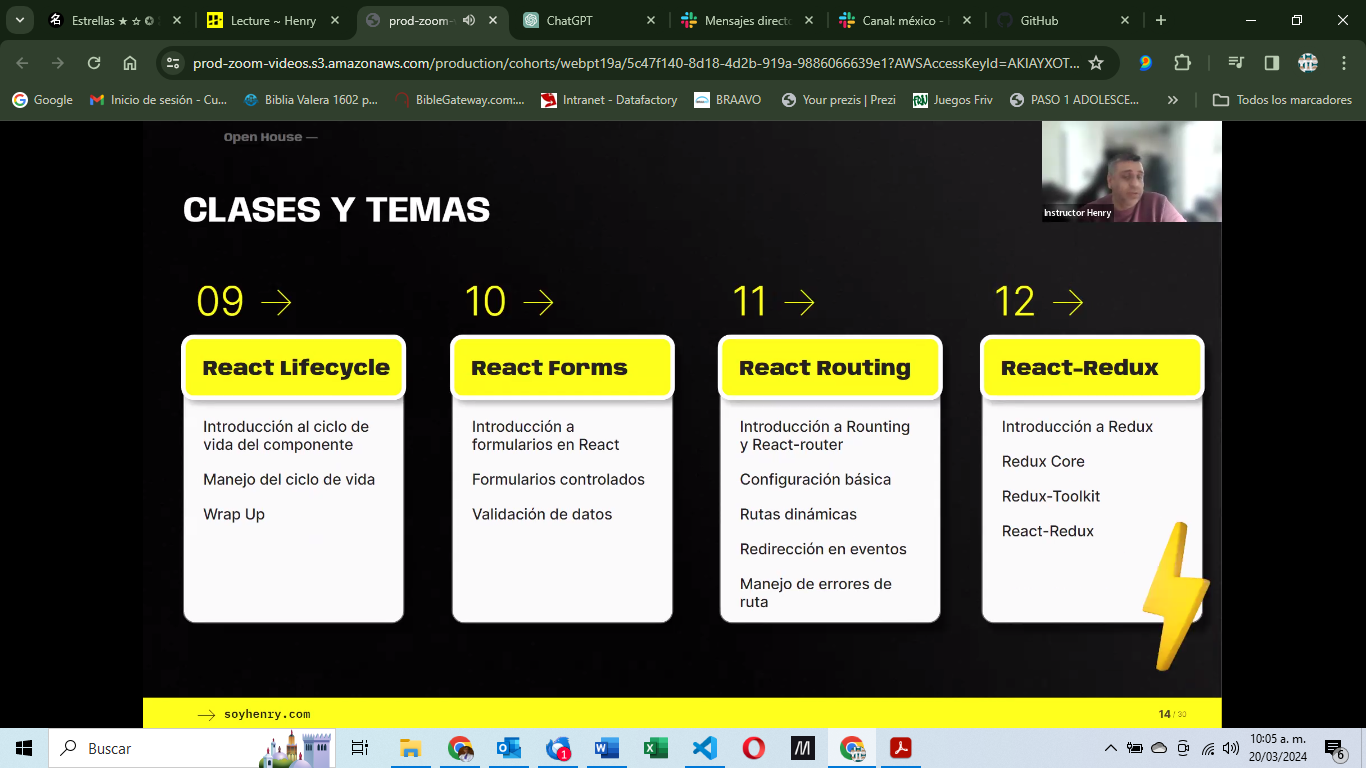 Estrellas ★ ☆ ✪
Lecture ~ Henry
prod-zoom-
ChatGPT
Mensajes direct
Canal: méxico -
GitHub
prod-zoom-videos.s3.amazonaws.com/production/cohorts/webpt19a/5c47f140-8d18-4d2b-919a-9886066639e1?AWSAccessKeyId=AKIAYXOT...
Google
Inicio de sesión - Cu...
Biblia Valera 1602 p...
BibleGateway.com:...
Intranet - Datafactory
BRAAVO
Your prezis | Prezi
Juegos Friv
PASO 1 ADOLESCE...
»
Todos los marcadores
Open House —
Instructor Henry
CLASES Y TEMAS
09 →
React Lifecycle
Introducción al ciclo de
vida del componente
Manejo del ciclo de vida
Wrap Up
10 →
React Forms
Introducción a
formularios en React
Formularios controlados
Validación de datos
11 →
React Routing
Introducción a Rounting
y React-router
Configuración básica
Rutas dinámicas
Redirección en eventos
Manejo de errores de
ruta
12 →
React-Redux
Introducción a Redux
Redux Core
Redux-Toolkit
React-Redux
→ soyhenry.com
14 / 30
Buscar
1
10:05 a. m.
20/03/2024
6